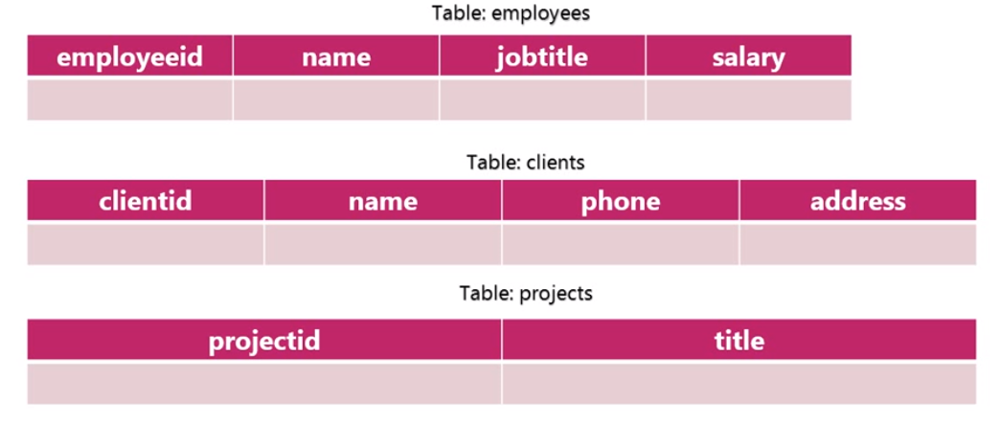 Table: employees
employeeid name jobtitle salary
Table: clients
clientid name phone address
Table: projects
projectid title